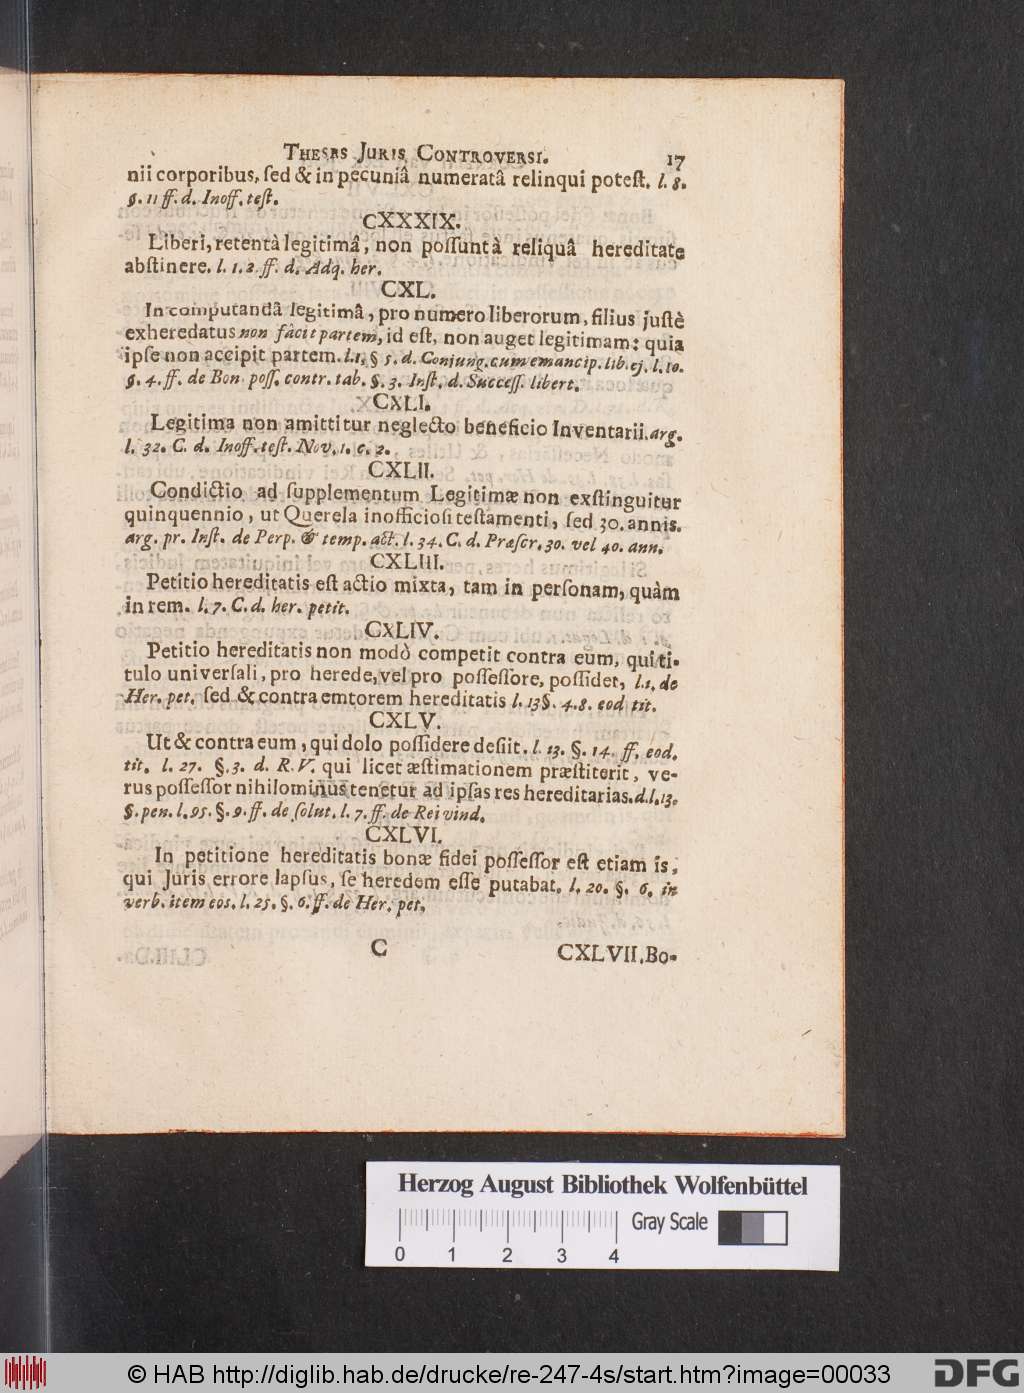 THESES JURIS CONTROVERSI. 17
nii corporibus, ſed & in pecuniâ numeratâ relinqui poteſt. l. 8.
§. 11 ff. d. Inoff. teſt.
CXXXIX.
Liberi, retentà legitimâ, non poſſunt à reliquâ hereditate
abſtinere. l. 1. 2. ff. d. Adq. her.
CXL.
In computandâ legitimâ, pro numero liberorum, filius juſtè
exheredatus non facit partem, id eſt, non auget legitimam: quia
ipſe non accipit partem. l. 1. § 5. d. Conjung. cum emancip. lib. ej. l. 10.
§. 4. ff. de Bon. poſſ. contr. tab. §. 3. Inſt. d. Succeſſ. libert.
CXLI.
Legitima non amittitur neglecto beneficio Inventarii. arg.
l. 32. C. d. Inoff. teſt. Nov. 1. c. 2.
CXLII.
Condictio ad ſupplementum Legitimæ non exſtinguitur
quinquennio, ut Querela inofficioſi teſtamenti, ſed 30. annis.
arg. pr. Inſt. de Perp. & temp. act. l. 34. C. d. Præſcr. 30. vel 40. ann.
CXLIII.
Petitio hereditatis eſt actio mixta, tam in perſonam, quàm
in rem. l. 7. C. d. her. petit.
CXLIV.
Petitio hereditatis non modò competit contra eum, qui ti-
tulo univerſali, pro herede, vel pro poſſeſſore, poſſidet, l. 1. de
Her. pet. ſed & contra emtorem hereditatis l. 13 §. 4. 8. eod tit.
CXLV.
Ut & contra eum, qui dolo poſſidere deſiit. l. 13. §. 14. ff. eod.
tit. l. 27. §. 3. d. R. V. qui licet æſtimationem præſtiterit, ve-
rus poſſeſſor nihilominus tenetur ad ipſas res hereditarias. d. l. 13.
§. pen. l. 95. §. 9. ff. de ſolut. l. 7. ff. de Rei vind.
CXLVI.
In petitione hereditatis bonæ fidei poſſeſſor eſt etiam is,
qui Juris errore lapſus, ſe heredem eſſe putabat. l. 20. §. 6. in
verb. item eos. l. 25. §. 6. ff. de Her. pet.
C CXLVII. Bo-
Herzog August Bibliothek Wolfenbüttel
Gray Scale
0 1 2 3 4
© HAB http://diglib.hab.de/drucke/re-247-4s/start.htm?image=00033 DFG